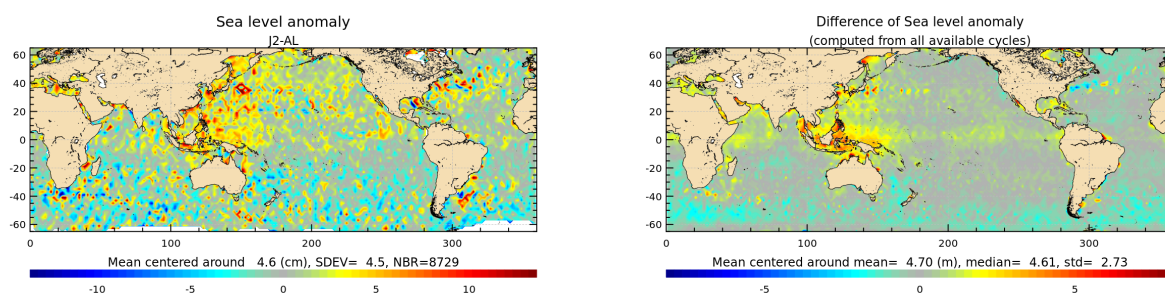 Sea level anomaly
J2-AL
60
40
20
0
-20
-40
-60
0 100 200 300
Mean centered around 4.6 (cm), SDEV= 4.5, NBR=8729
-10 -5 0 5 10
Difference of Sea level anomaly
(computed from all available cycles)
60
40
20
0
-20
-40
-60
0 100 200 300
Mean centered around mean= 4.70 (m), median= 4.61, std= 2.73
-5 0 5